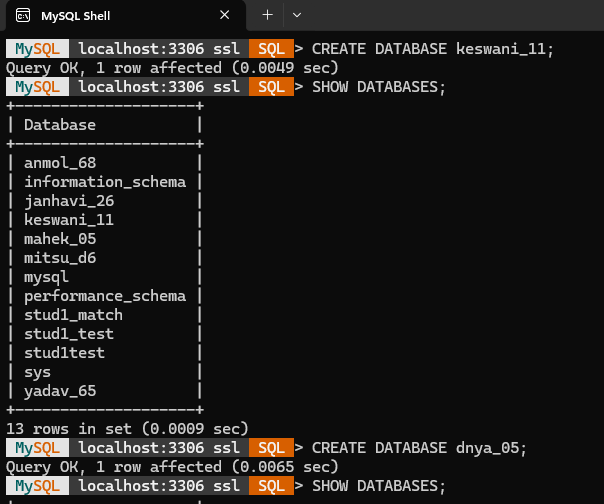 MySQL Shell
MySQL localhost:3306 ssl SQL > CREATE DATABASE keswani_11;
Query OK, 1 row affected (0.0049 sec)
MySQL localhost:3306 ssl SQL > SHOW DATABASES;
+--------------------+
| Database           |
+--------------------+
| anmol_68           |
| information_schema |
| janhavi_26         |
| keswani_11         |
| mahek_05           |
| mitsu_d6           |
| mysql              |
| performance_schema |
| stud1_match        |
| stud1_test         |
| stud1test          |
| sys                |
| yadav_65           |
+--------------------+
13 rows in set (0.0009 sec)
MySQL localhost:3306 ssl SQL > CREATE DATABASE dnya_05;
Query OK, 1 row affected (0.0065 sec)
MySQL localhost:3306 ssl SQL > SHOW DATABASES;